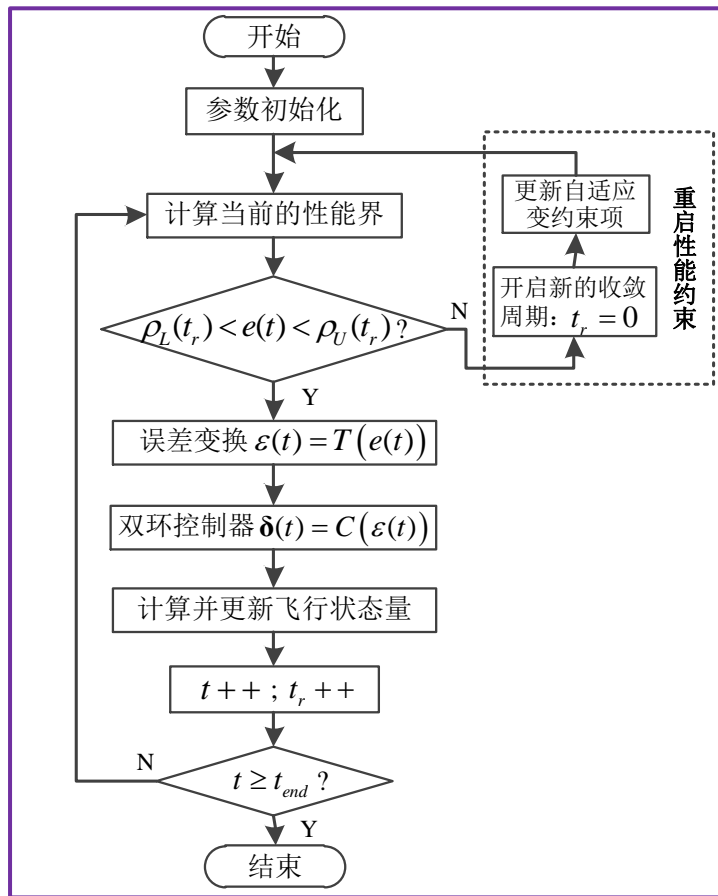 开始
参数初始化
计算当前的性能界
ρ_L(t_r) < e(t) < ρ_U(t_r) ?
N
更新自适应
变约束项
开启新的收敛
周期: t_r = 0
重启性能约束
Y
误差变换 ε(t) = T(e(t))
双环控制器 δ(t) = C(ε(t))
计算并更新飞行状态量
t++ ; t_r++
N
t ≥ t_end ?
Y
结束